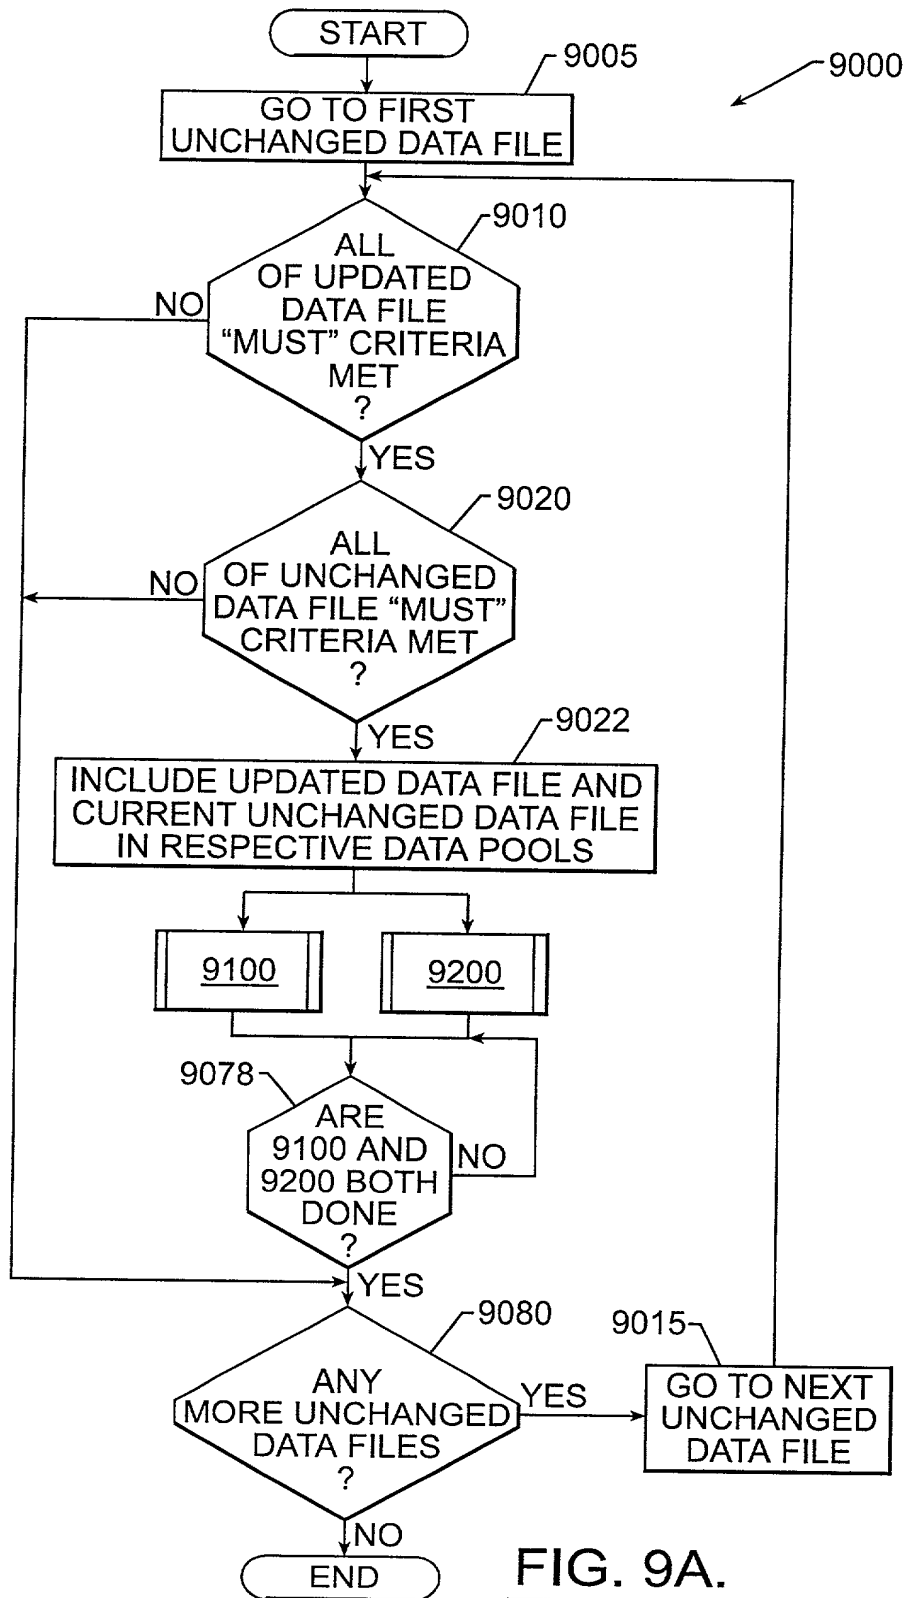 START
9005
9000
GO TO FIRST
UNCHANGED DATA FILE
9010
ALL
OF UPDATED
DATA FILE
“MUST” CRITERIA
MET
?
NO
YES
9020
ALL
OF UNCHANGED
DATA FILE “MUST”
CRITERIA MET
?
NO
YES
9022
INCLUDE UPDATED DATA FILE AND
CURRENT UNCHANGED DATA FILE
IN RESPECTIVE DATA POOLS
9100
9200
9078
ARE
9100 AND
9200 BOTH
DONE
?
NO
YES
9080
9015
ANY
MORE UNCHANGED
DATA FILES
?
YES
GO TO NEXT
UNCHANGED
DATA FILE
NO
END
FIG. 9A.